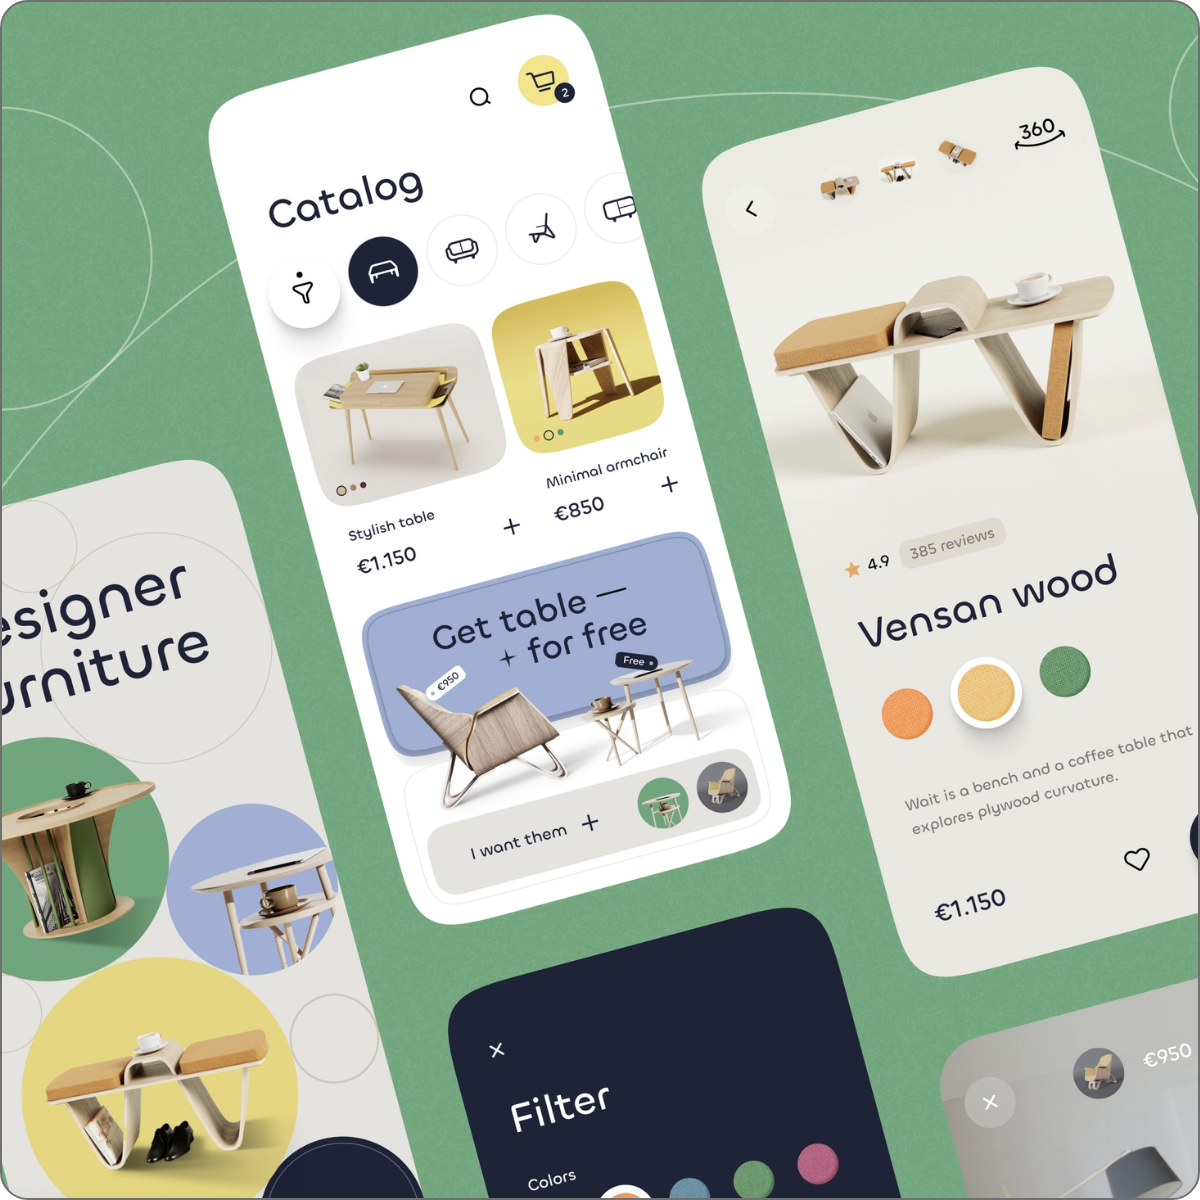 2
Catalog
Stylish table
€1.150
Minimal armchair
€850
Get table —
for free
€950
Free
I want them
360
4.9
385 reviews
Vensan wood
Wait is a bench and a coffee table that
explores plywood curvature.
€1.150
esigner
urniture
Filter
Colors
€950